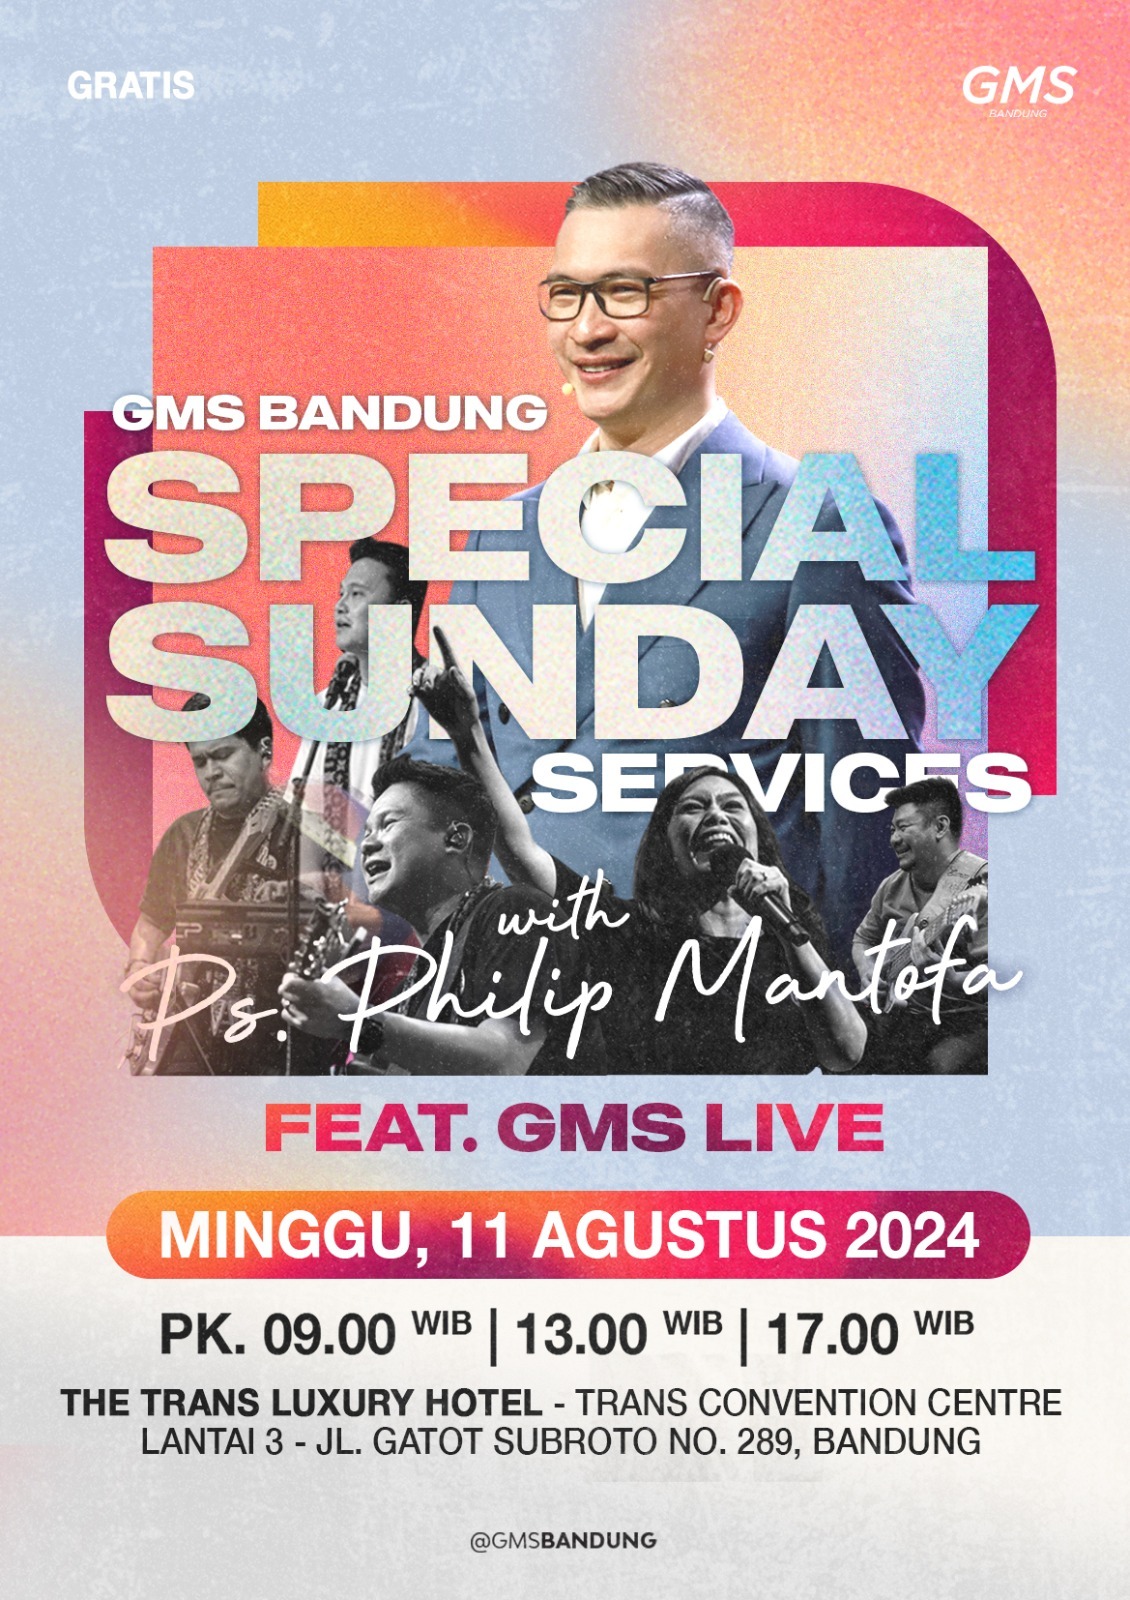 GRATIS
GMS
BANDUNG
GMS BANDUNG
SPECIAL
SUNDAY
SERVICES
with
Ps. Philip Mantofa
FEAT. GMS LIVE
MINGGU, 11 AGUSTUS 2024
PK. 09.00 WIB | 13.00 WIB | 17.00 WIB
THE TRANS LUXURY HOTEL - TRANS CONVENTION CENTRE
LANTAI 3 - JL. GATOT SUBROTO NO. 289, BANDUNG
@GMSBANDUNG